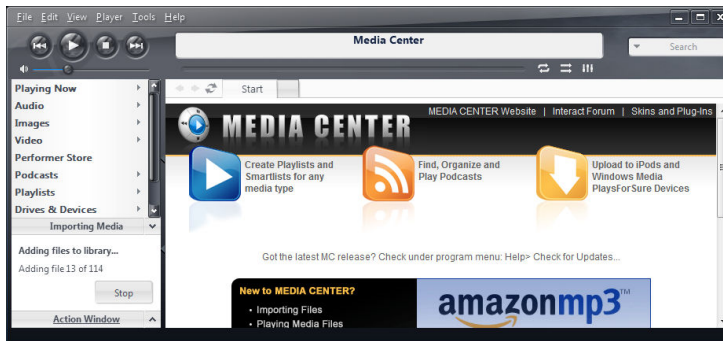 File Edit View Player Tools Help
Media Center
Search
Playing Now
Audio
Images
Video
Performer Store
Podcasts
Playlists
Drives & Devices
Importing Media
Adding files to library...
Adding file 13 of 114
Stop
Action Window
Start
MEDIA CENTER Website | Interact Forum | Skins and Plug-Ins
MEDIA CENTER
Create Playlists and
Smartlists for any
media type
Find, Organize and
Play Podcasts
Upload to iPods and
Windows Media
PlaysForSure Devices
Got the latest MC release? Check under program menu: Help> Check for Updates...
New to MEDIA CENTER?
• Importing Files
• Playing Media Files
amazonmp3™